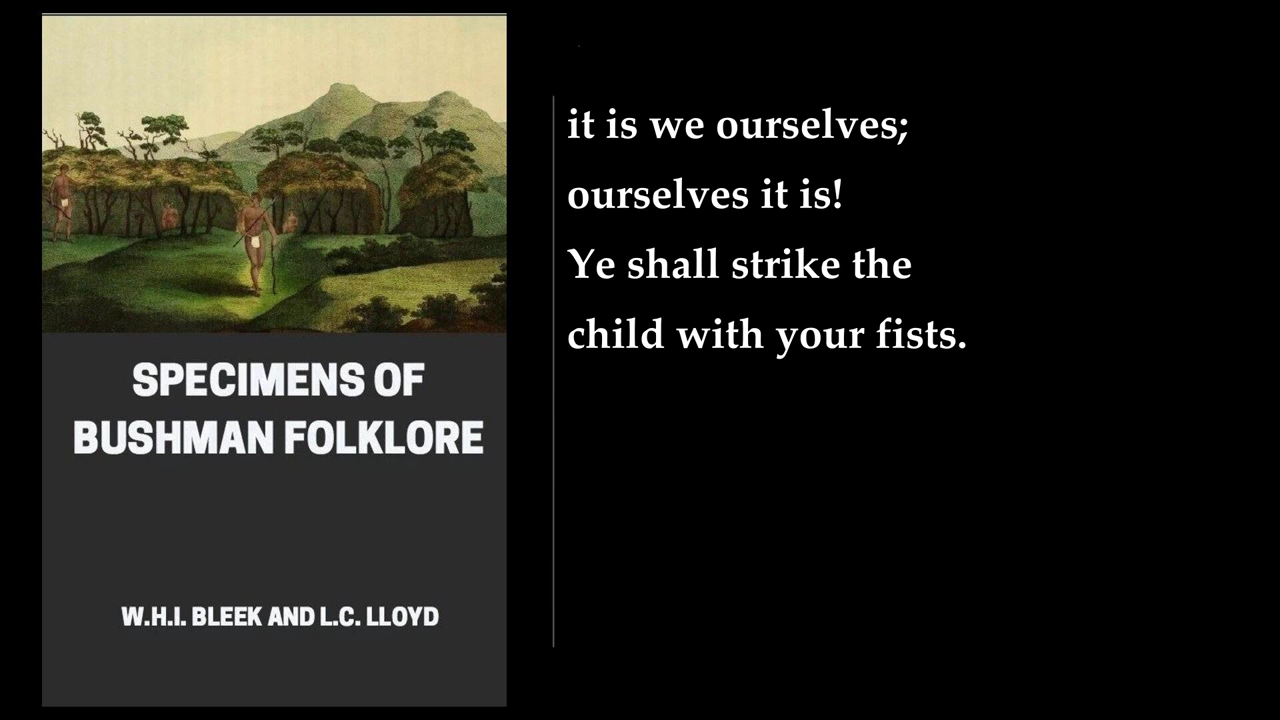 SPECIMENS OF
BUSHMAN FOLKLORE
W.H.I. BLEEK AND L.C. LLOYD
it is we ourselves;
ourselves it is!
Ye shall strike the
child with your fists.